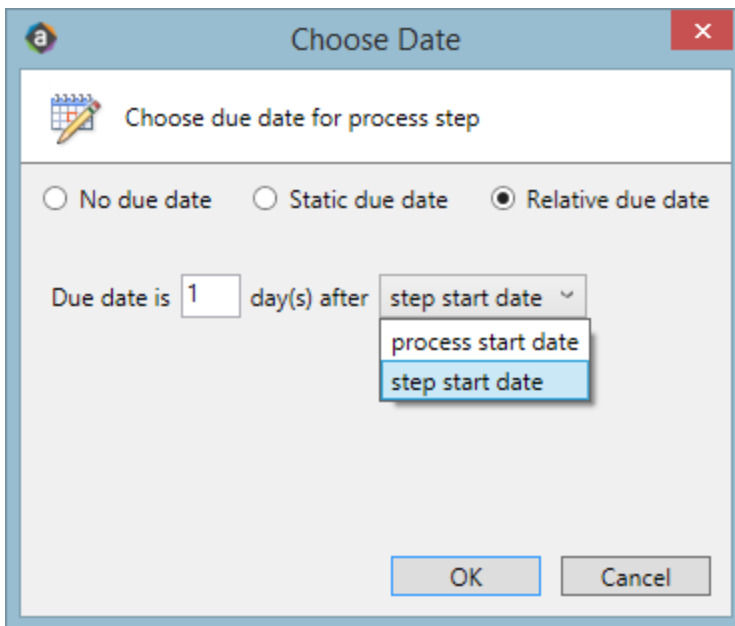 Choose Date
Choose due date for process step
No due date Static due date Relative due date
Due date is 1 day(s) after step start date
process start date
step start date
OK Cancel